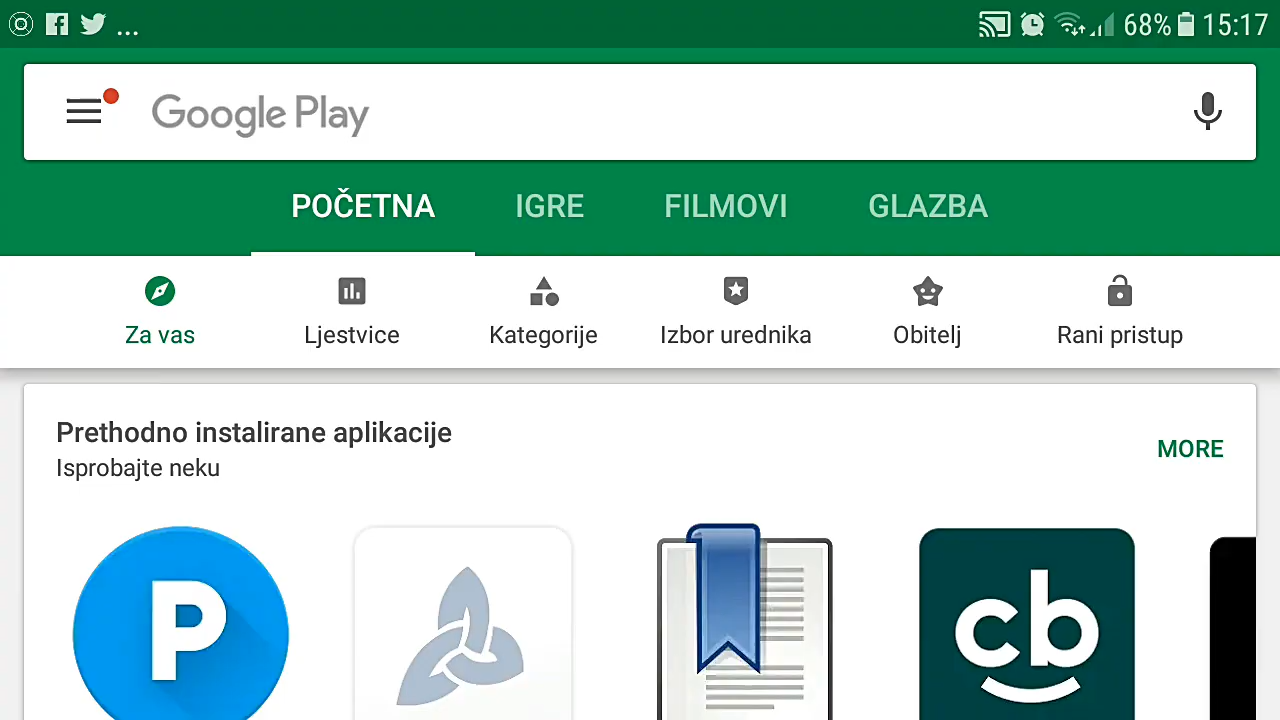 ... 68% 15:17
Google Play
POČETNA IGRE FILMOVI GLAZBA
Za vas Ljestvice Kategorije Izbor urednika Obitelj Rani pristup
Prethodno instalirane aplikacije
Isprobajte neku
MORE
P cb